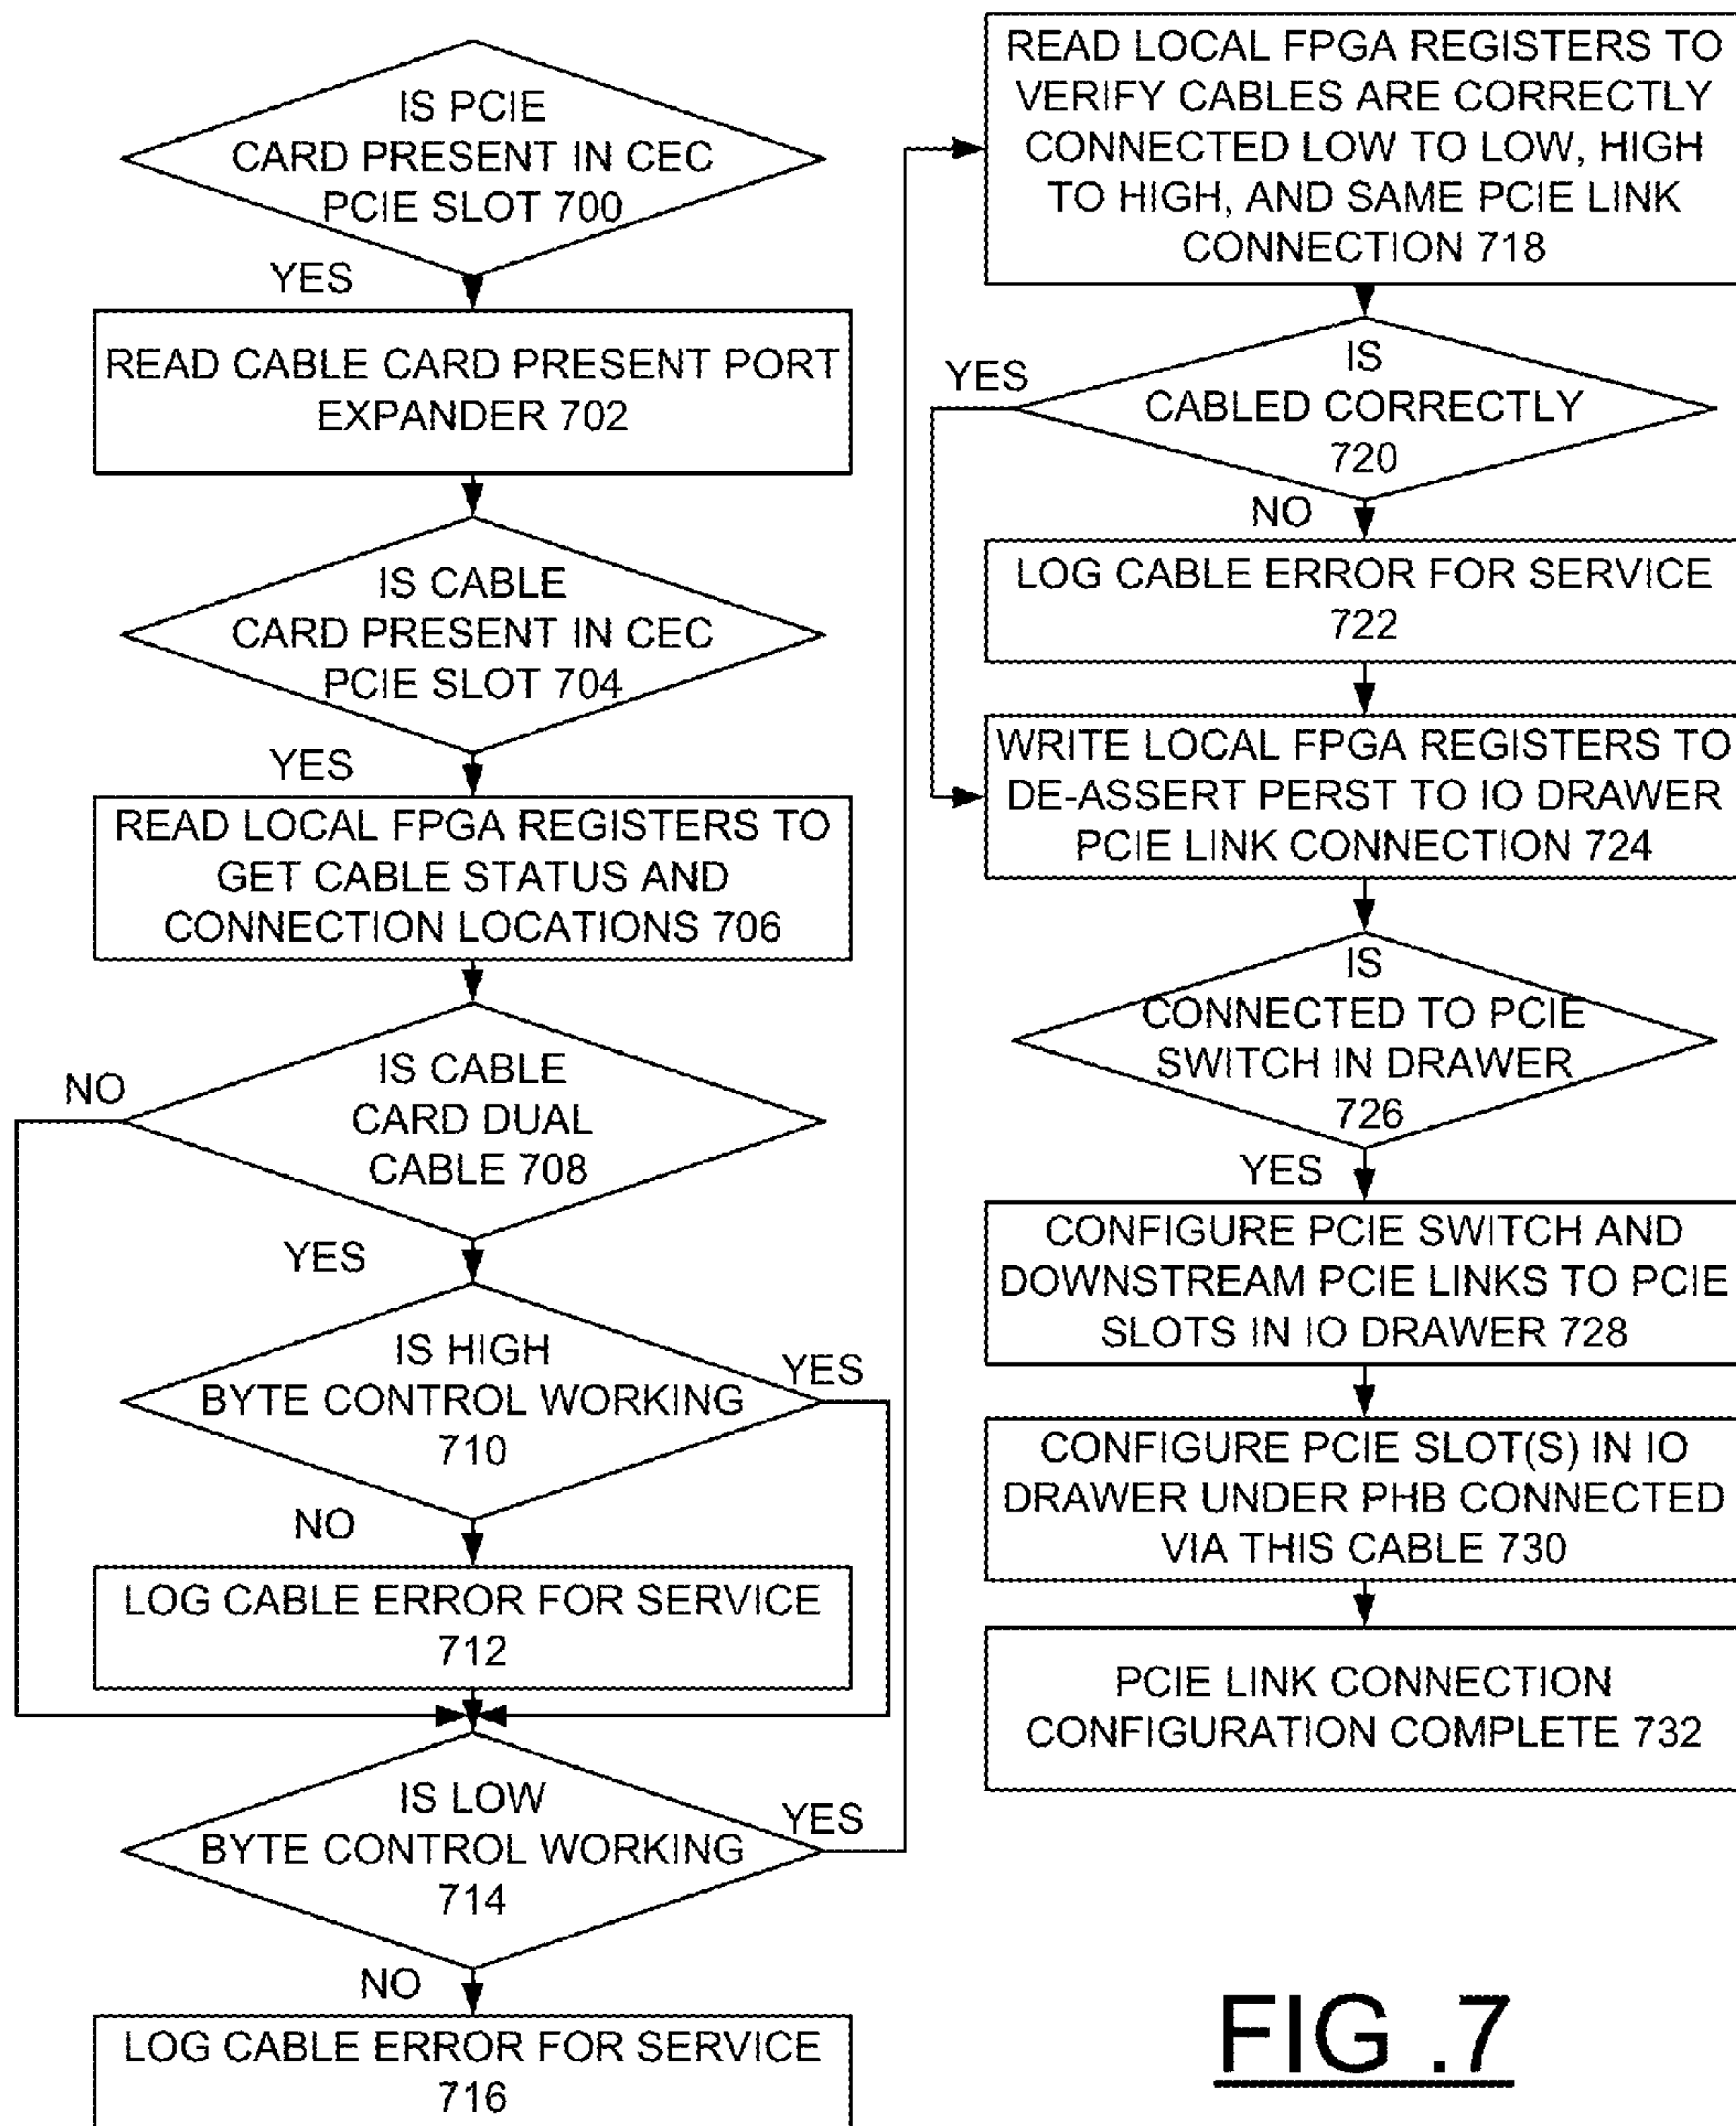 IS PCIE
CARD PRESENT IN CEC
PCIE SLOT 700
YES
READ CABLE CARD PRESENT PORT
EXPANDER 702
IS CABLE
CARD PRESENT IN CEC
PCIE SLOT 704
YES
READ LOCAL FPGA REGISTERS TO
GET CABLE STATUS AND
CONNECTION LOCATIONS 706
NO
IS CABLE
CARD DUAL
CABLE 708
YES
IS HIGH
BYTE CONTROL WORKING
710
YES
NO
LOG CABLE ERROR FOR SERVICE
712
IS LOW
BYTE CONTROL WORKING
714
YES
NO
LOG CABLE ERROR FOR SERVICE
716
READ LOCAL FPGA REGISTERS TO
VERIFY CABLES ARE CORRECTLY
CONNECTED LOW TO LOW, HIGH
TO HIGH, AND SAME PCIE LINK
CONNECTION 718
YES
IS
CABLED CORRECTLY
720
NO
LOG CABLE ERROR FOR SERVICE
722
WRITE LOCAL FPGA REGISTERS TO
DE-ASSERT PERST TO IO DRAWER
PCIE LINK CONNECTION 724
IS
CONNECTED TO PCIE
SWITCH IN DRAWER
726
YES
CONFIGURE PCIE SWITCH AND
DOWNSTREAM PCIE LINKS TO PCIE
SLOTS IN IO DRAWER 728
CONFIGURE PCIE SLOT(S) IN IO
DRAWER UNDER PHB CONNECTED
VIA THIS CABLE 730
PCIE LINK CONNECTION
CONFIGURATION COMPLETE 732
FIG .7